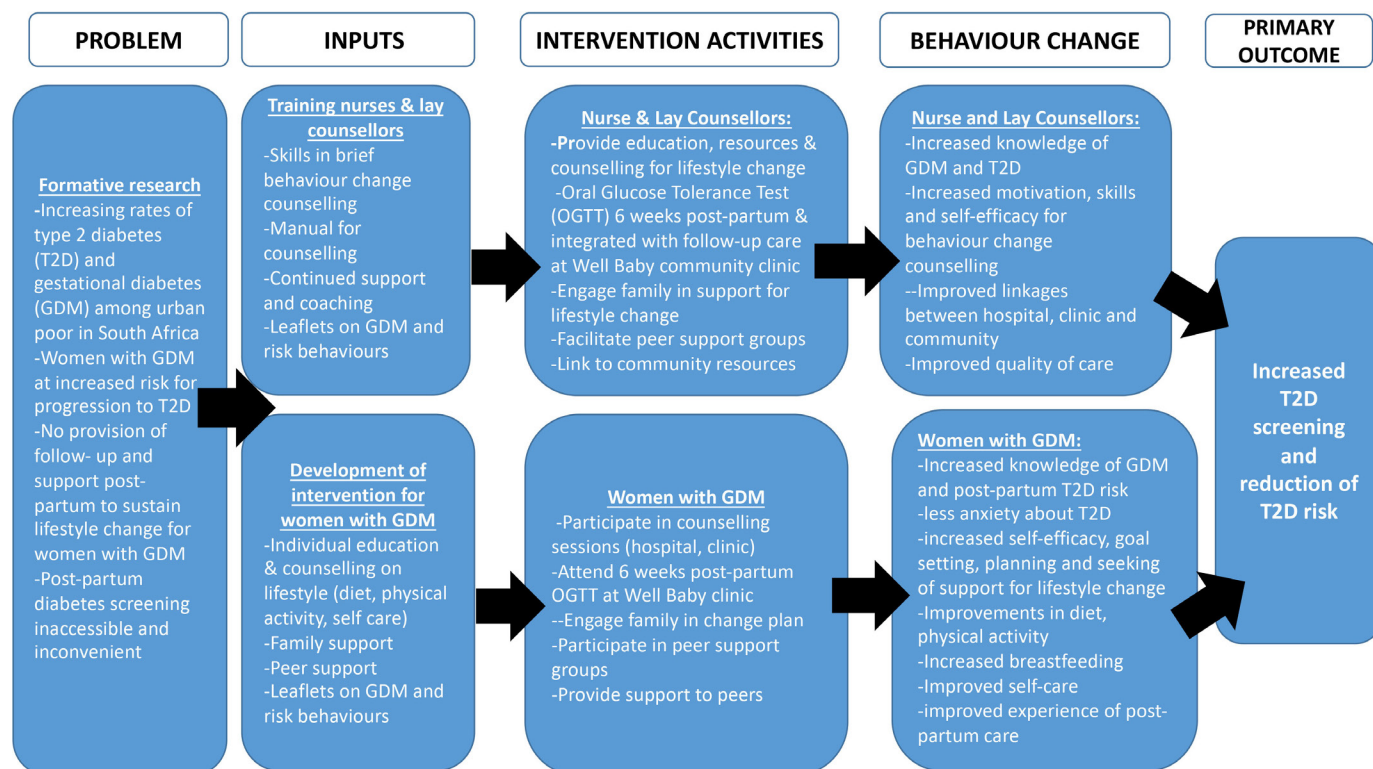 PROBLEM
INPUTS
INTERVENTION ACTIVITIES
BEHAVIOUR CHANGE
PRIMARY
OUTCOME
Formative research
-Increasing rates of
type 2 diabetes
(T2D) and
gestational diabetes
(GDM) among urban
poor in South Africa
-Women with GDM
at increased risk for
progression to T2D
-No provision of
follow- up and
support post-
partum to sustain
lifestyle change for
women with GDM
-Post-partum
diabetes screening
inaccessible and
inconvenient
Training nurses & lay
counsellors
-Skills in brief
behaviour change
counselling
-Manual for
counselling
-Continued support
and coaching
-Leaflets on GDM and
risk behaviours
Development of
intervention for
women with GDM
-Individual education
& counselling on
lifestyle (diet, physical
activity, self care)
-Family support
-Peer support
-Leaflets on GDM and
risk behaviours
Nurse & Lay Counsellors:
-Provide education, resources &
counselling for lifestyle change
-Oral Glucose Tolerance Test
(OGTT) 6 weeks post-partum &
integrated with follow-up care
at Well Baby community clinic
-Engage family in support for
lifestyle change
-Facilitate peer support groups
-Link to community resources
Women with GDM
-Participate in counselling
sessions (hospital, clinic)
-Attend 6 weeks post-partum
OGTT at Well Baby clinic
--Engage family in change plan
-Participate in peer support
groups
-Provide support to peers
Nurse and Lay Counsellors:
-Increased knowledge of
GDM and T2D
-Increased motivation, skills
and self-efficacy for
behaviour change
counselling
--Improved linkages
between hospital, clinic and
community
-Improved quality of care
Women with GDM:
-Increased knowledge of GDM
and post-partum T2D risk
-less anxiety about T2D
-increased self-efficacy, goal
setting, planning and seeking
of support for lifestyle change
-Improvements in diet,
physical activity
-Increased breastfeeding
-Improved self-care
-improved experience of post-
partum care
Increased
T2D
screening
and
reduction of
T2D risk